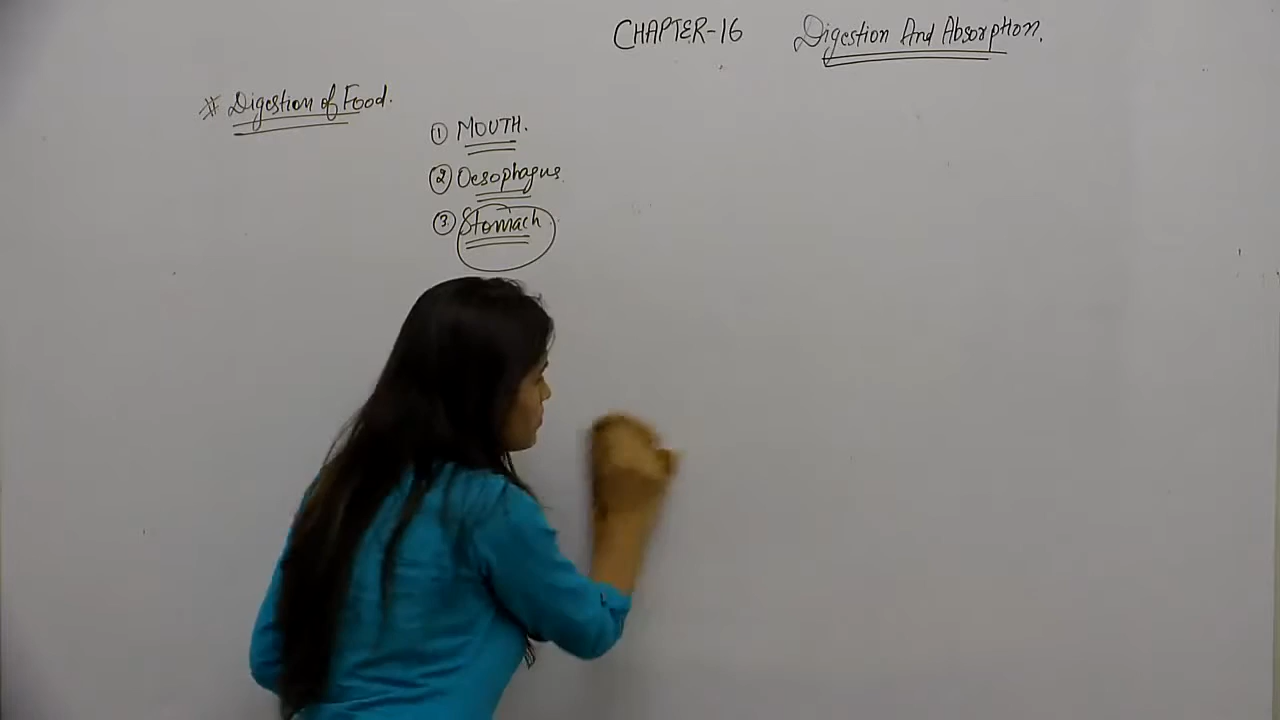 CHAPTER-16 Digestion And Absorption.
* Digestion of Food.
① MOUTH.
② Oesophagus.
③ Stomach.